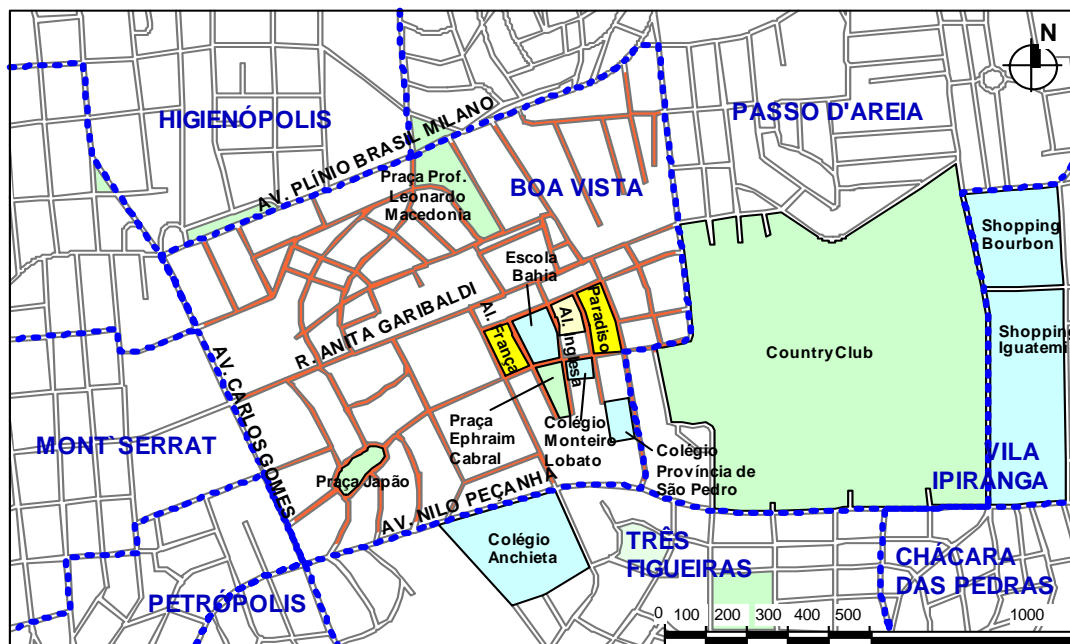 N
HIGIENÓPOLIS
AV. PLÍNIO BRASIL MILANO
PASSO D'AREIA
Praça Prof.
Leonardo
Macedonia
BOA VISTA
Shopping
Bourbon
Escola
Bahia
R. ANITA GARIBALDI
Al. França
Al. Inglesa
Paradiso
CountryClub
Shopping
Iguatemi
AV. CARLOS GOMES
MONT`SERRAT
Praça
Ephraim
Cabral
Colégio
Monteiro
Lobato
Colégio
Província de
São Pedro
Praça Japão
AV. NILO PEÇANHA
VILA
IPIRANGA
Colégio
Anchieta
TRÊS
FIGUEIRAS
CHÁCARA
DAS PEDRAS
PETRÓPOLIS
0 100 200 300 500 1000